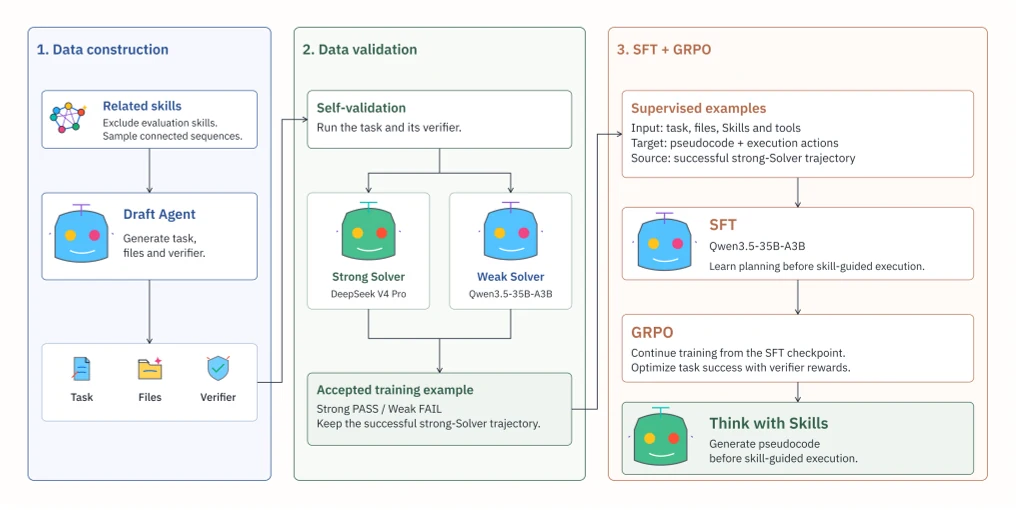 1. Data construction
Related skills
Exclude evaluation skills.
Sample connected sequences.
Draft Agent
Generate task,
files and verifier.
Task
Files
Verifier
2. Data validation
Self-validation
Run the task and its verifier.
Strong Solver
DeepSeek V4 Pro
Weak Solver
Qwen3.5-35B-A3B
Accepted training example
Strong PASS / Weak FAIL
Keep the successful strong-Solver trajectory.
3. SFT + GRPO
Supervised examples
Input: task, files, Skills and tools
Target: pseudocode + execution actions
Source: successful strong-Solver trajectory
SFT
Qwen3.5-35B-A3B
Learn planning before skill-guided execution.
GRPO
Continue training from the SFT checkpoint.
Optimize task success with verifier rewards.
Think with Skills
Generate pseudocode
before skill-guided execution.